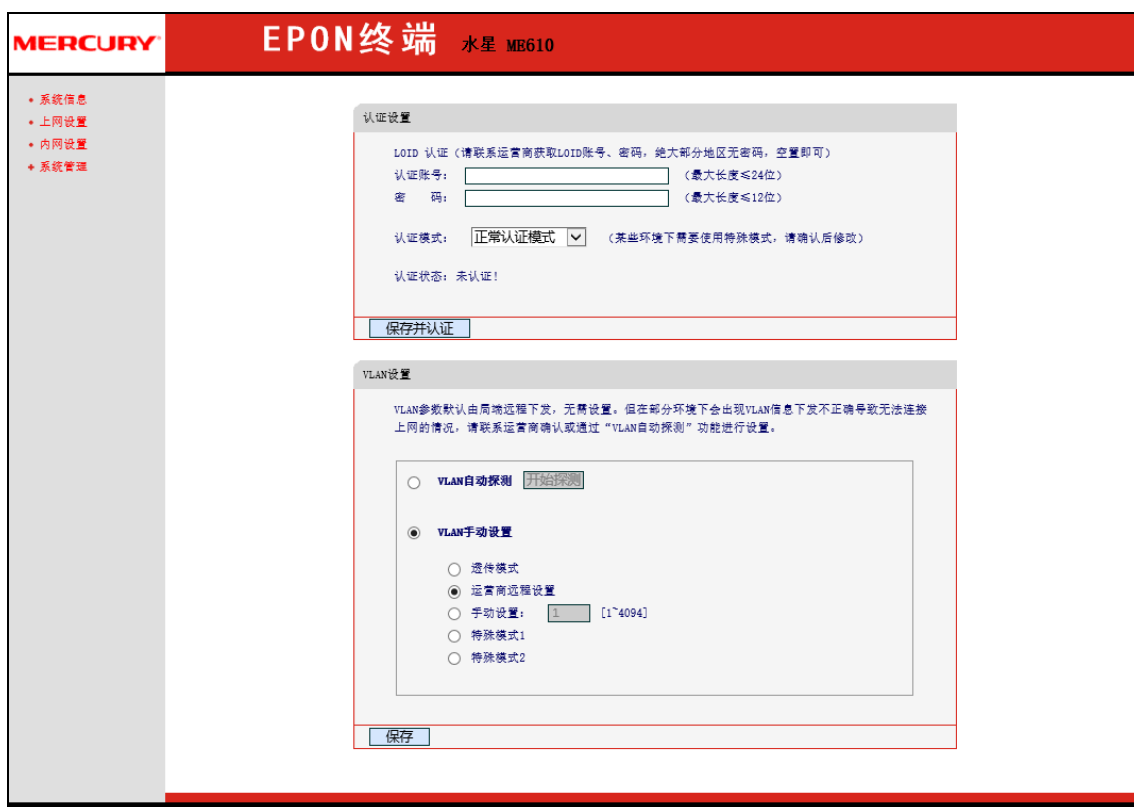 MERCURY
EPON终端 水星 ME610
系统信息
上网设置
内网设置
系统管理
认证设置
LOID 认证（请联系运营商获取LOID账号、密码，绝大部分地区无密码，空置即可）
认证账号： （最大长度≤24位）
密 码： （最大长度≤12位）
认证模式： 正常认证模式 （某些环境下需要使用特殊模式，请确认后修改）
认证状态：未认证！
保存并认证
VLAN设置
VLAN参数默认由局端远程下发，无需设置。但在部分环境下会出现VLAN信息下发不正确导致无法连接
上网的情况，请联系运营商确认或通过“VLAN自动探测”功能进行设置。
VLAN自动探测 开始探测
VLAN手动设置
透传模式
运营商远程设置
手动设置： 1 [1~4094]
特殊模式1
特殊模式2
保存